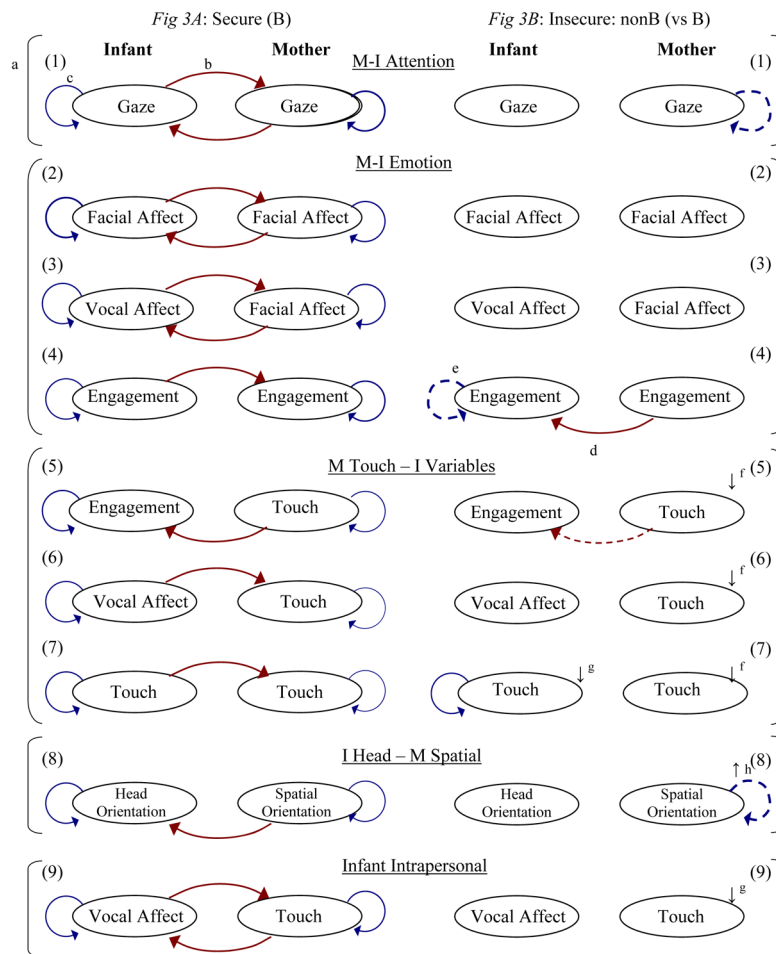 Fig 3A: Secure (B) Fig 3B: Insecure: nonB (vs B)
a Infant Mother Infant Mother
M-I Attention
(1) c b (1)
Gaze Gaze Gaze Gaze
M-I Emotion
(2) (2)
Facial Affect Facial Affect Facial Affect Facial Affect
(3) (3)
Vocal Affect Facial Affect Vocal Affect Facial Affect
(4) e (4)
Engagement Engagement Engagement Engagement
d
M Touch – I Variables
(5) (5)
↓ f
Engagement Touch Engagement Touch
(6) (6)
↓ f
Vocal Affect Touch Vocal Affect Touch
(7) (7)
↓ g ↓ f
Touch Touch Touch Touch
I Head – M Spatial
(8) (8)
↑ h
Head Orientation Spatial Orientation Head Orientation Spatial Orientation
Infant Intrapersonal
(9) (9)
↓ g
Vocal Affect Touch Vocal Affect Touch